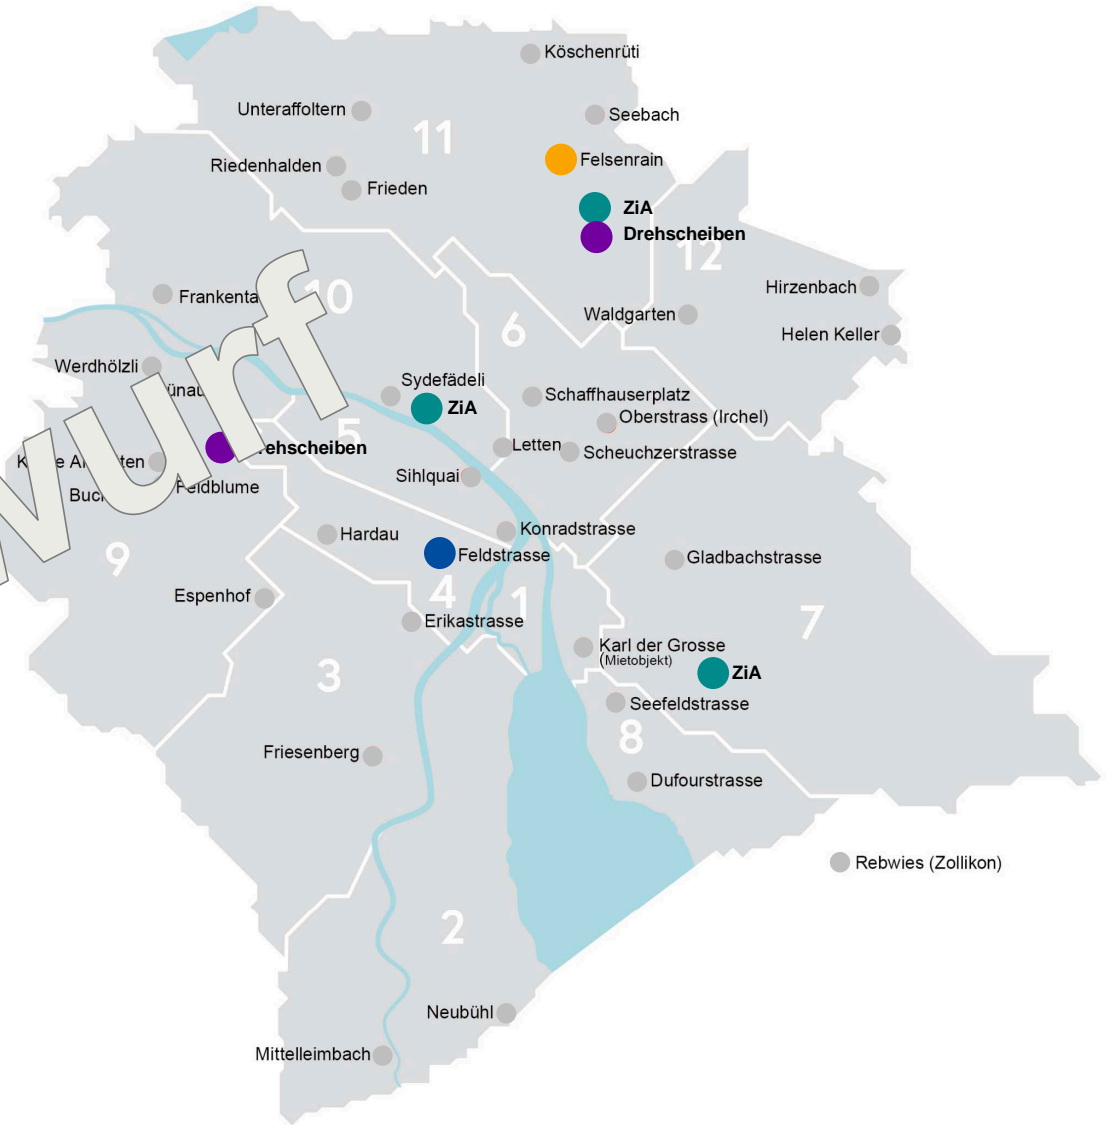 Köschenrüti
Unteraffoltern
Seebach
11
Felsenrain
Riedenhalden
Frieden
ZiA
Drehscheiben
12
Hirzenbach
Frankenta
10
Waldgarten
6
Helen Keller
Werdhölzli
Sydefädeli
ZiA
Schaffhauserplatz
Oberstrass (Irchel)
5
Letten
Scheuchzerstrasse
Sihlquai
Feldblume
wurf
Hardau
Konradstrasse
Feldstrasse
Gladbachstrasse
9
Espenhof
4
1
Erikastrasse
7
Karl der Grosse
(Mietobjekt)
ZiA
3
Seefeldstrasse
8
Friesenberg
Dufourstrasse
Rebwies (Zollikon)
2
Neubühl
Mittelleimbach